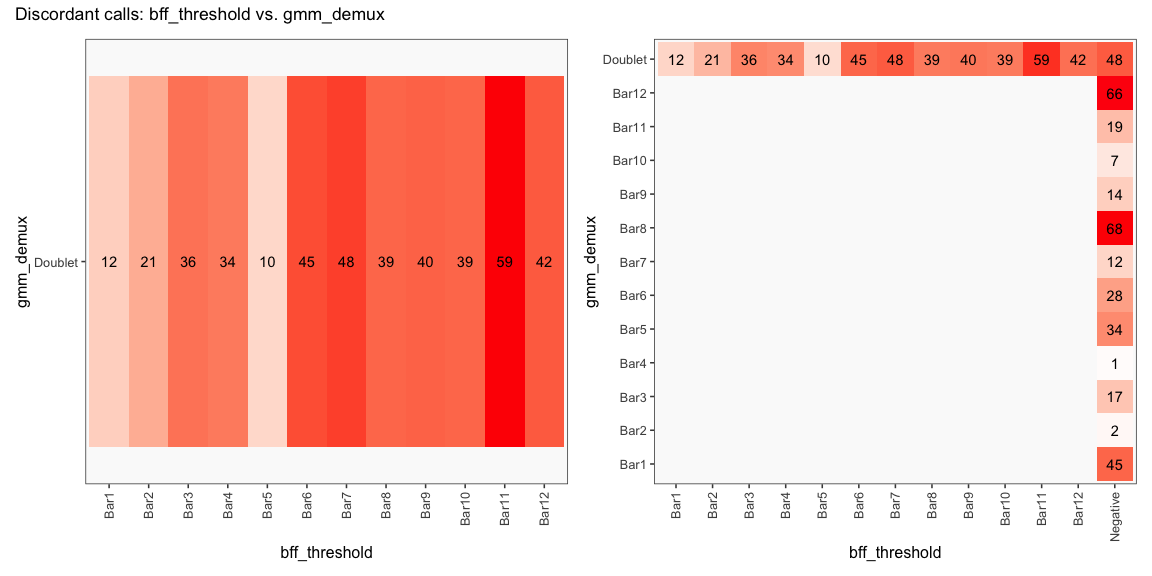 Discordant calls: bff_threshold vs. gmm_demux
gmm_demux
Doublet
12 21 36 34 10 45 48 39 40 39 59 42
Bar1 Bar2 Bar3 Bar4 Bar5 Bar6 Bar7 Bar8 Bar9 Bar10 Bar11 Bar12
bff_threshold
gmm_demux
Doublet 12 21 36 34 10 45 48 39 40 39 59 42 48
Bar12 66
Bar11 19
Bar10 7
Bar9 14
Bar8 68
Bar7 12
Bar6 28
Bar5 34
Bar4 1
Bar3 17
Bar2 2
Bar1 45
Bar1 Bar2 Bar3 Bar4 Bar5 Bar6 Bar7 Bar8 Bar9 Bar10 Bar11 Bar12 Negative
bff_threshold